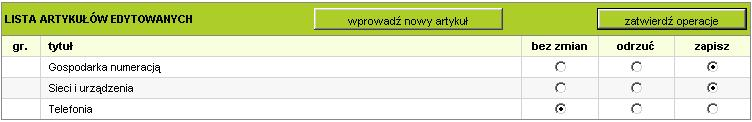 LISTA ARTYKUŁÓW EDYTOWANYCH wprowadź nowy artykuł zatwierdź operacje
gr. tytuł bez zmian odrzuć zapisz
Gospodarka numeracją
Sieci i urządzenia
Telefonia